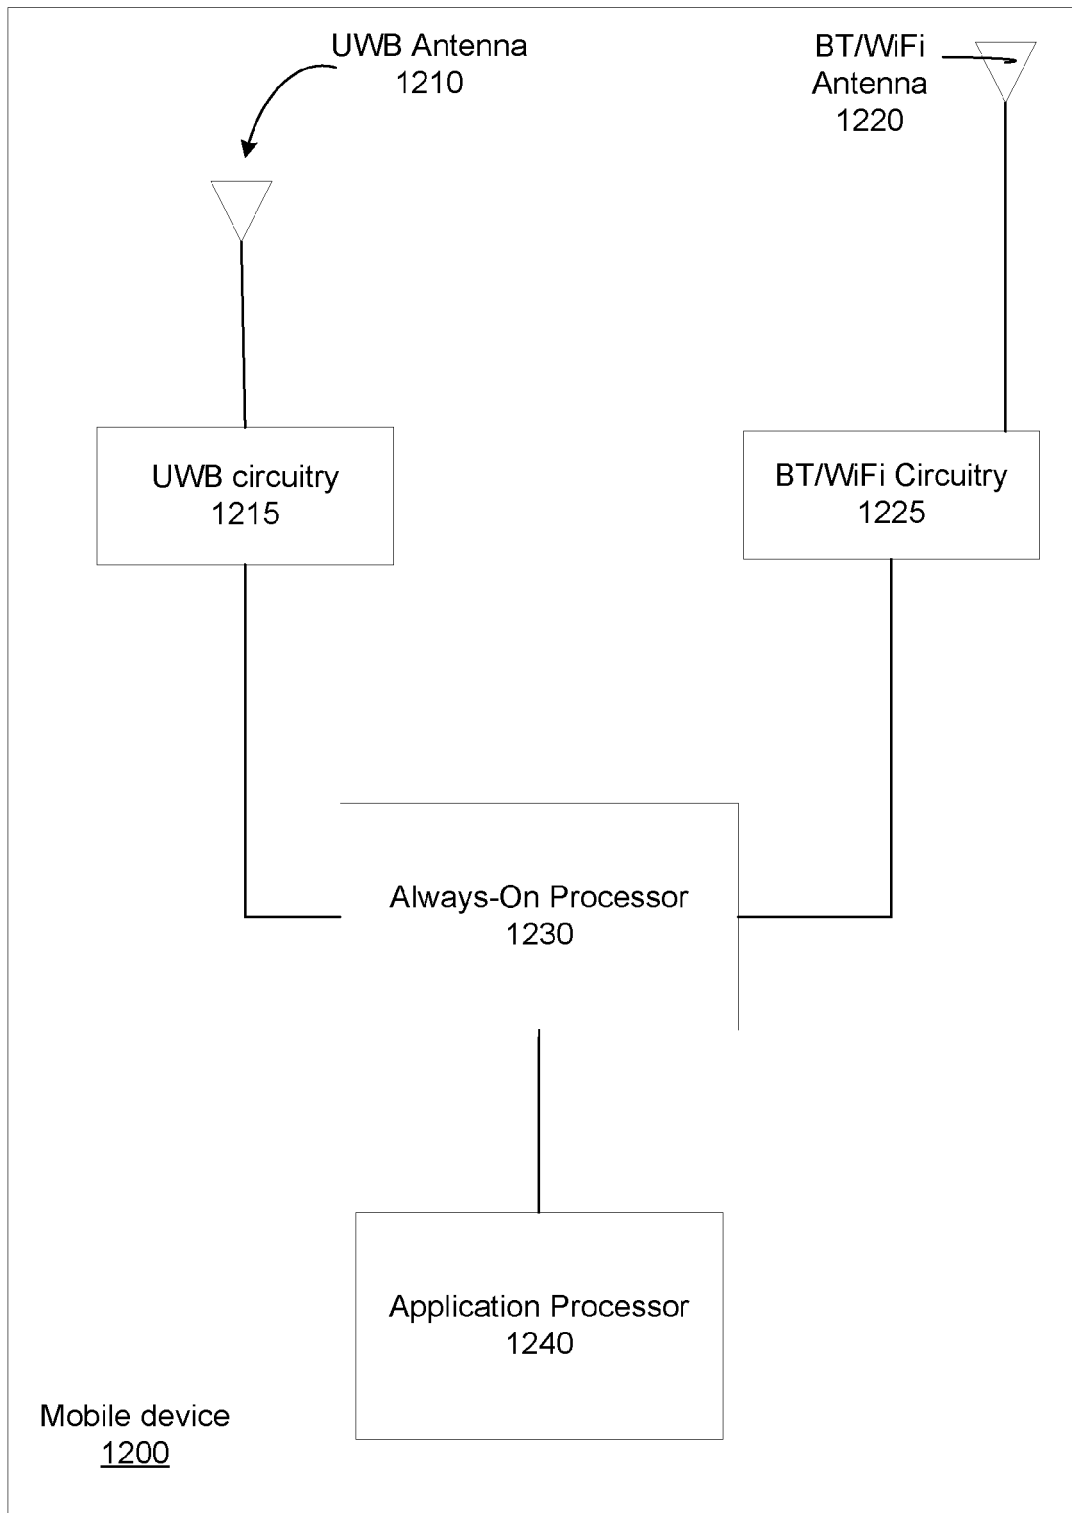 UWB Antenna
1210
BT/WiFi
Antenna
1220
UWB circuitry
1215
BT/WiFi Circuitry
1225
Always-On Processor
1230
Application Processor
1240
Mobile device
1200